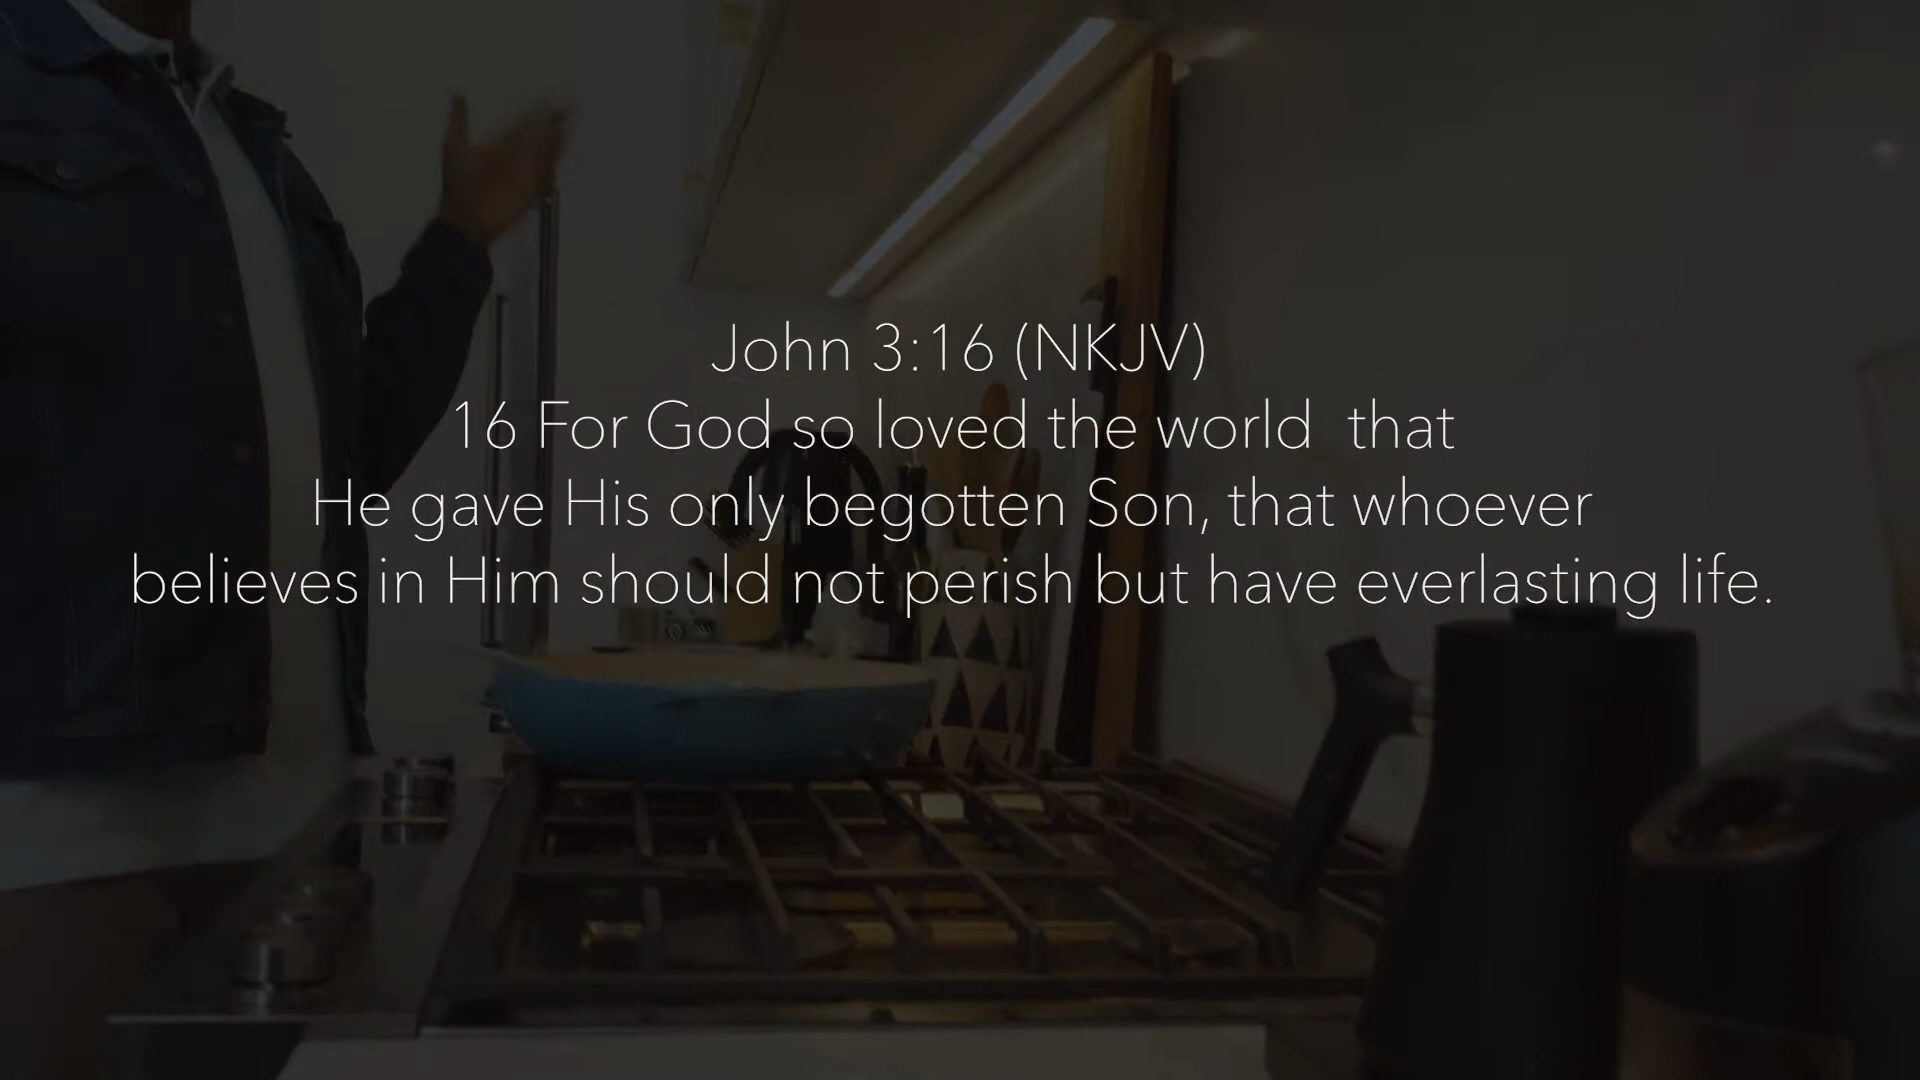 John 3:16 (NKJV)
16 For God so loved the world  that
He gave His only begotten Son, that whoever
believes in Him should not perish but have everlasting life.